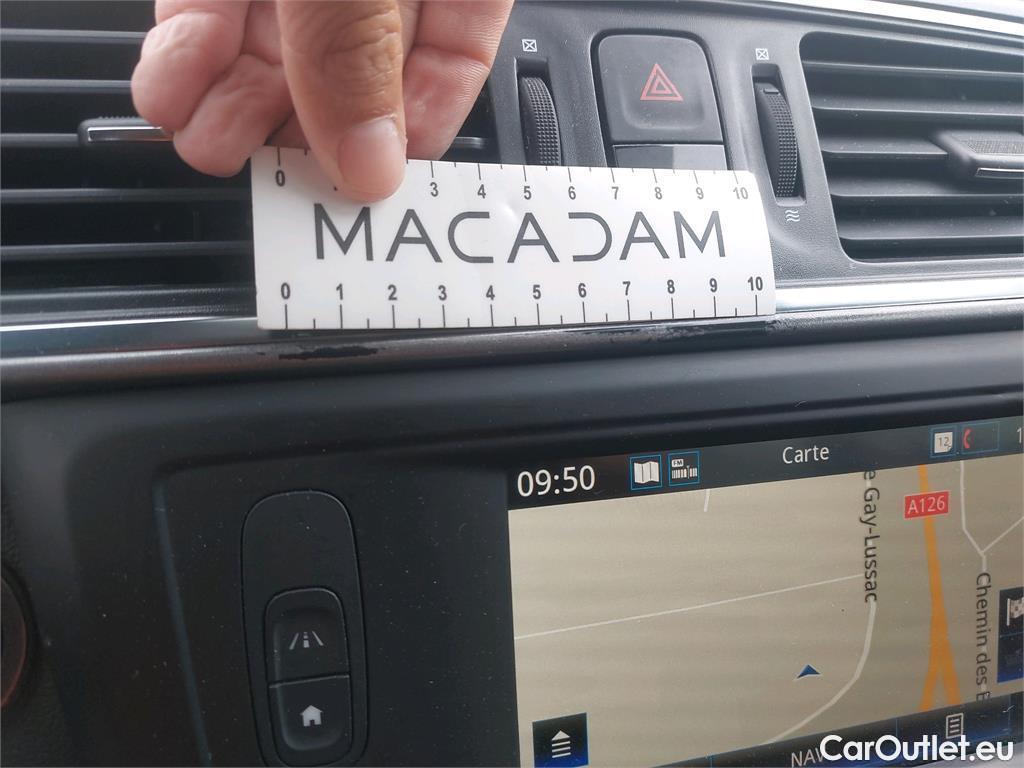 0 3 4 5 6 7 8 9 10
MACADAM
0 1 2 3 4 5 6 7 8 9 10
09:50
FM
Carte
12
Gay-Lussac
A126
Chemin des
CarOutlet.eu